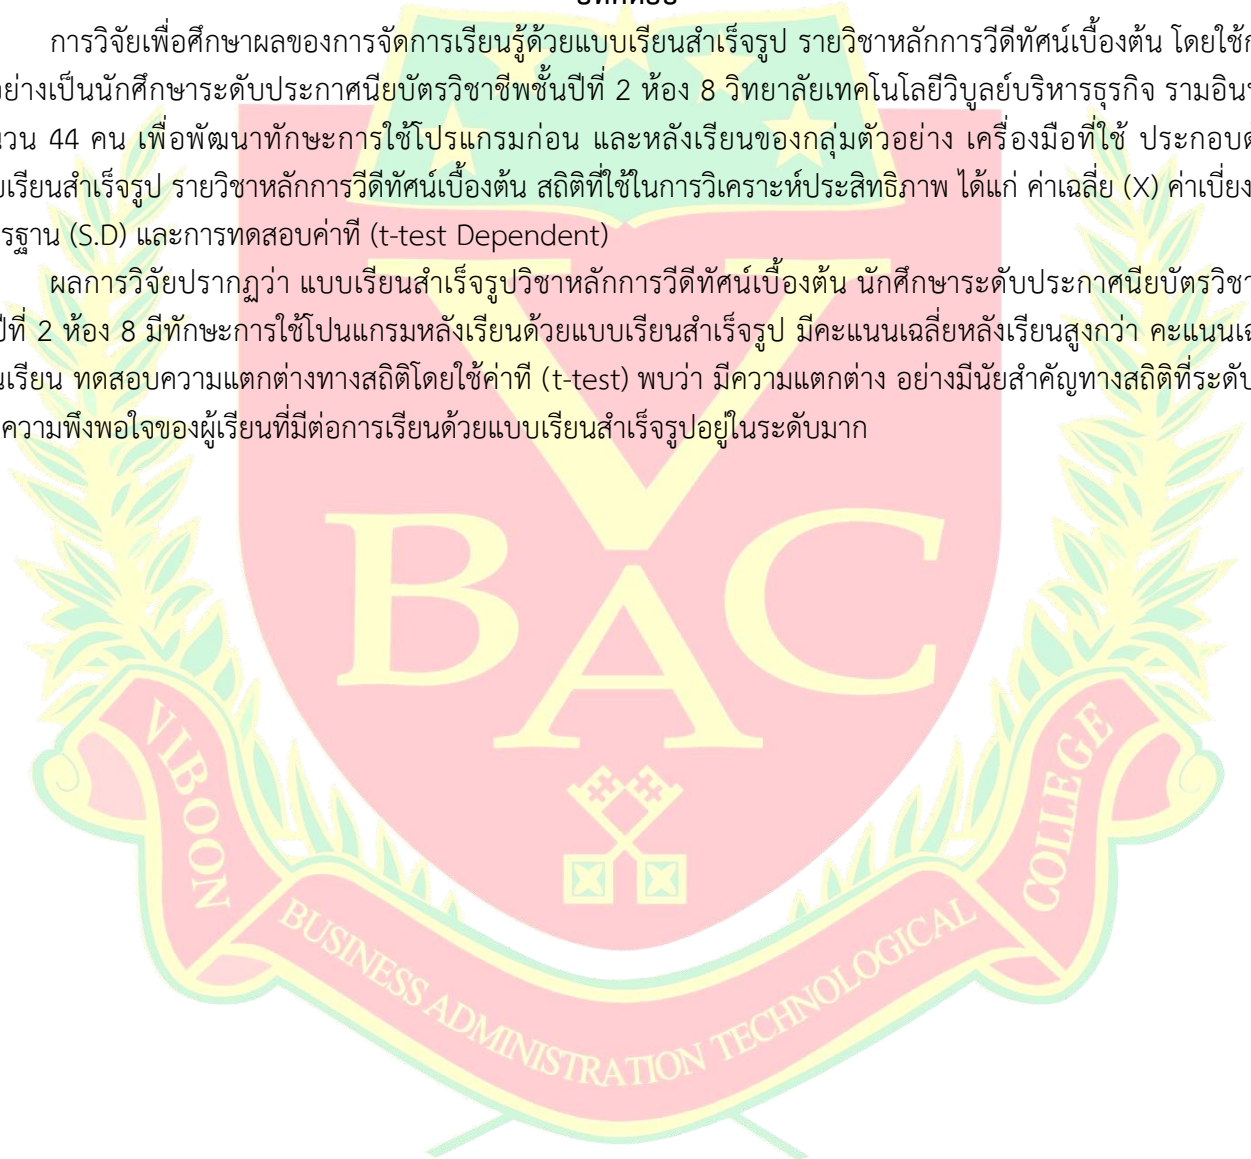 การวิจัยเพื่อศึกษาผลของการจัดการเรียนรู้ด้วยแบบเรียนสำเร็จรูป รายวิชาหลักการวีดีทัศน์เบื้องต้น โดยใช้
ย่างเป็นนักศึกษาระดับประกาศนียบัตรวิชาชีพชั้นปีที่ 2 ห้อง 8 วิทยาลัยเทคโนโลยีวิบูลย์บริหารธุรกิจ รามอิน
วน 44 คน เพื่อพัฒนาทักษะการใช้โปรแกรมก่อน และหลังเรียนของกลุ่มตัวอย่าง เครื่องมือที่ใช้ ประกอบ
เรียนสำเร็จรูป รายวิชาหลักการวีดีทัศน์เบื้องต้น สถิติที่ใช้ในการวิเคราะห์ประสิทธิภาพ ได้แก่ ค่าเฉลี่ย (X) ค่าเบี่ยง
รฐาน (S.D) และการทดสอบค่าที (t-test Dependent)
ผลการวิจัยปรากฏว่า แบบเรียนสำเร็จรูปวิชาหลักการวีดีทัศน์เบื้องต้น นักศึกษาระดับประกาศนียบัตรวิชา
ปีที่ 2 ห้อง 8 มีทักษะการใช้โปนแกรมหลังเรียนด้วยแบบเรียนสำเร็จรูป มีคะแนนเฉลี่ยหลังเรียนสูงกว่า คะแนน
นเรียน ทดสอบความแตกต่างทางสถิติโดยใช้ค่าที (t-test) พบว่า มีความแตกต่าง อย่างมีนัยสำคัญทางสถิติที่ระดับ
ความพึงพอใจของผู้เรียนที่มีต่อการเรียนด้วยแบบเรียนสำเร็จรูปอยู่ในระดับมาก
V
BAC
VIBOON
BUSINESS ADMINISTRATION TECHNOLOGICAL
COLLEGE